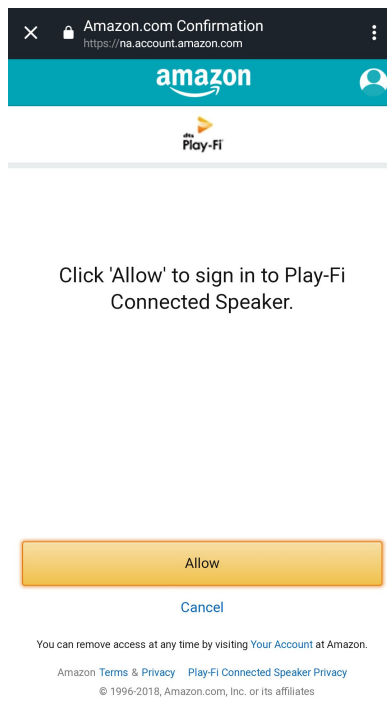 Amazon.com Confirmation
https://na.account.amazon.com
amazon
dts
Play-Fi
Click 'Allow' to sign in to Play-Fi
Connected Speaker.
Allow
Cancel
You can remove access at any time by visiting Your Account at Amazon.
Amazon Terms & Privacy Play-Fi Connected Speaker Privacy
© 1996-2018, Amazon.com, Inc. or its affiliates